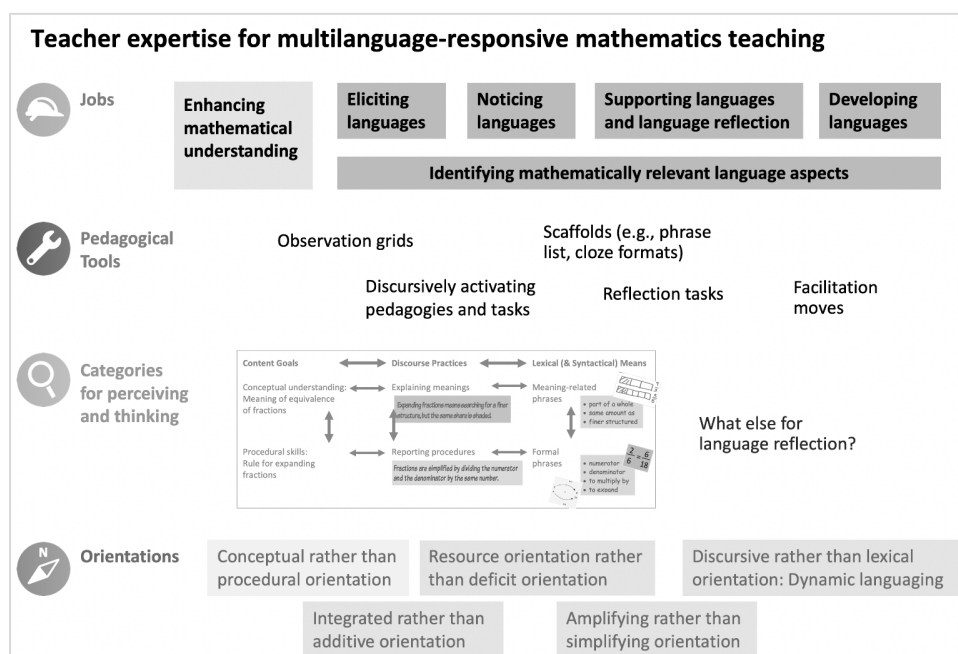 Teacher expertise for multilanguage-responsive mathematics teaching
Jobs
Enhancing
mathematical
understanding
Eliciting
languages
Noticing
languages
Supporting languages
and language reflection
Developing
languages
Identifying mathematically relevant language aspects
Pedagogical
Tools
Observation grids
Scaffolds (e.g., phrase
list, cloze formats)
Discursively activating
pedagogies and tasks
Reflection tasks
Facilitation
moves
Categories
for perceiving
and thinking
Content Goals
Discourse Practices
Lexical (& Syntactical) Means
Conceptual understanding:
Meaning of equivalence
of fractions
Explaining meanings
Expanding fractions means searching for a finer
structure, but the same share is shaded.
Meaning-related
phrases
• part of a whole
• same amount as
• finer structured
Procedural skills:
Rule for expanding
fractions
Reporting procedures
Fractions are simplified by dividing the numerator
and the denominator by the same number.
Formal
phrases
• numerator
• denominator
• to multiply by
• to expand
2/6 = 6/18
What else for
language reflection?
N
Orientations
Conceptual rather than
procedural orientation
Resource orientation rather
than deficit orientation
Discursive rather than lexical
orientation: Dynamic languaging
Integrated rather than
additive orientation
Amplifying rather than
simplifying orientation